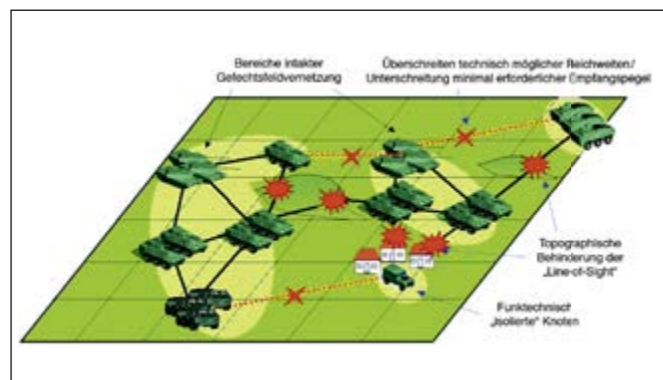 Bereiche intakter
Gefechtsfeldvernetzung
Überschreiten technisch möglicher Reichweiten/
Unterschreitung minimal erforderlicher Empfangspegel
Topographische
Behinderung der
„Line-of-Sight“
Funktechnisch
„isolierte“ Knoten